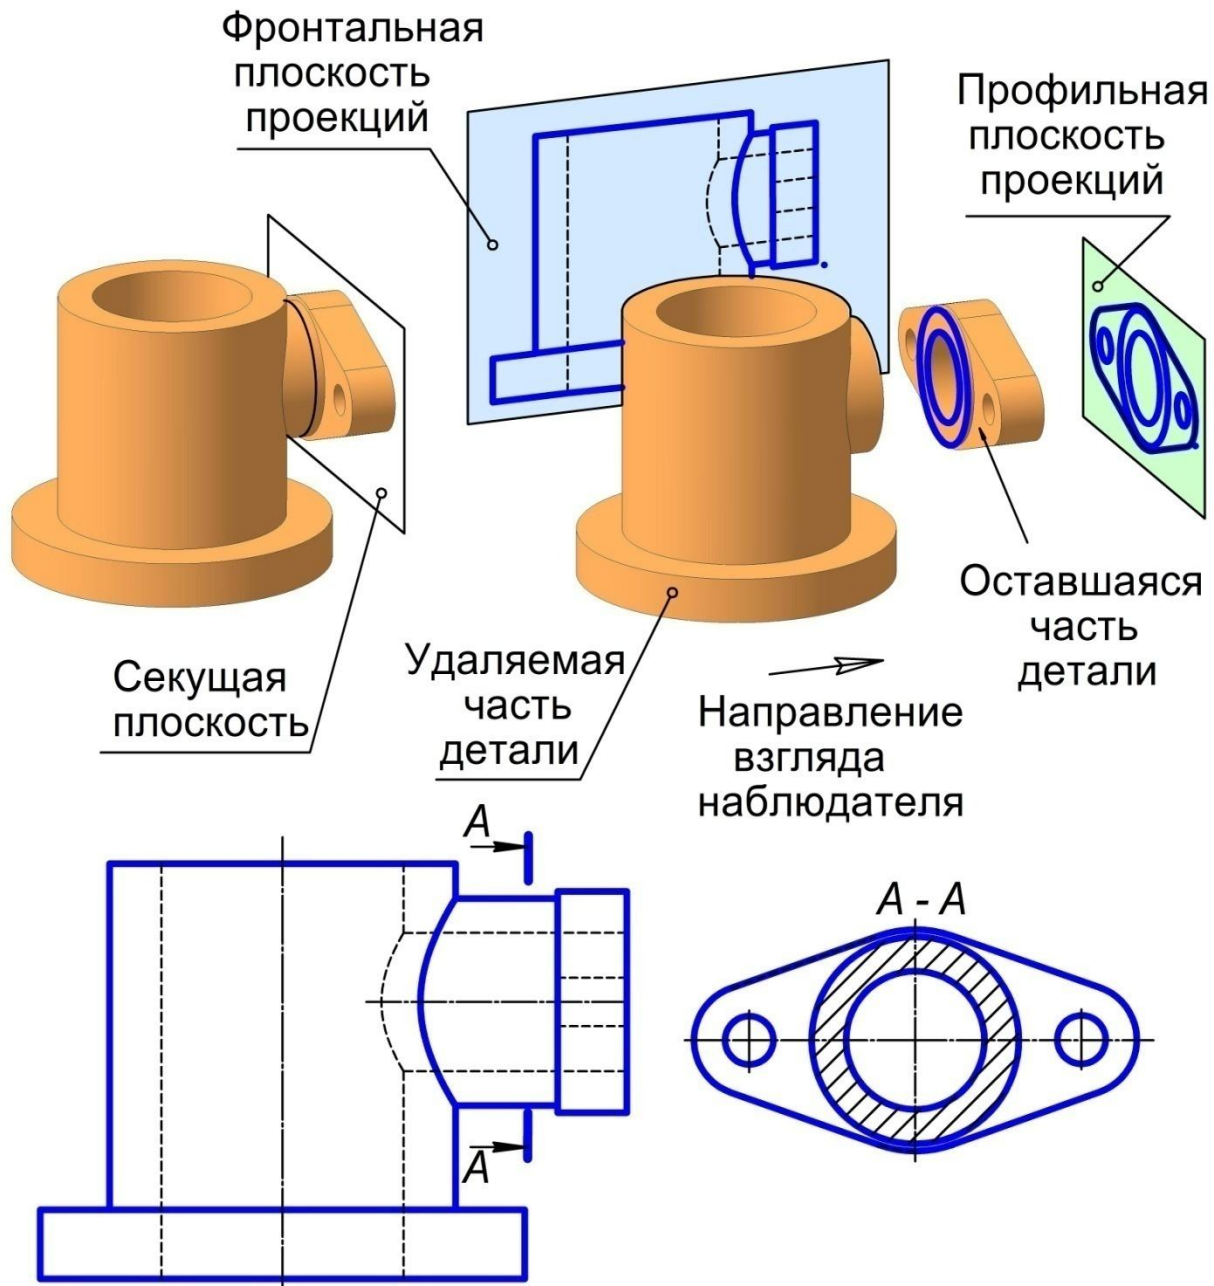 Фронтальная
плоскость
проекций
Профильная
плоскость
проекций
Секущая
плоскость
Удаляемая
часть
детали
Направление
взгляда
наблюдателя
Оставшаяся
часть
детали
А
А
А - А